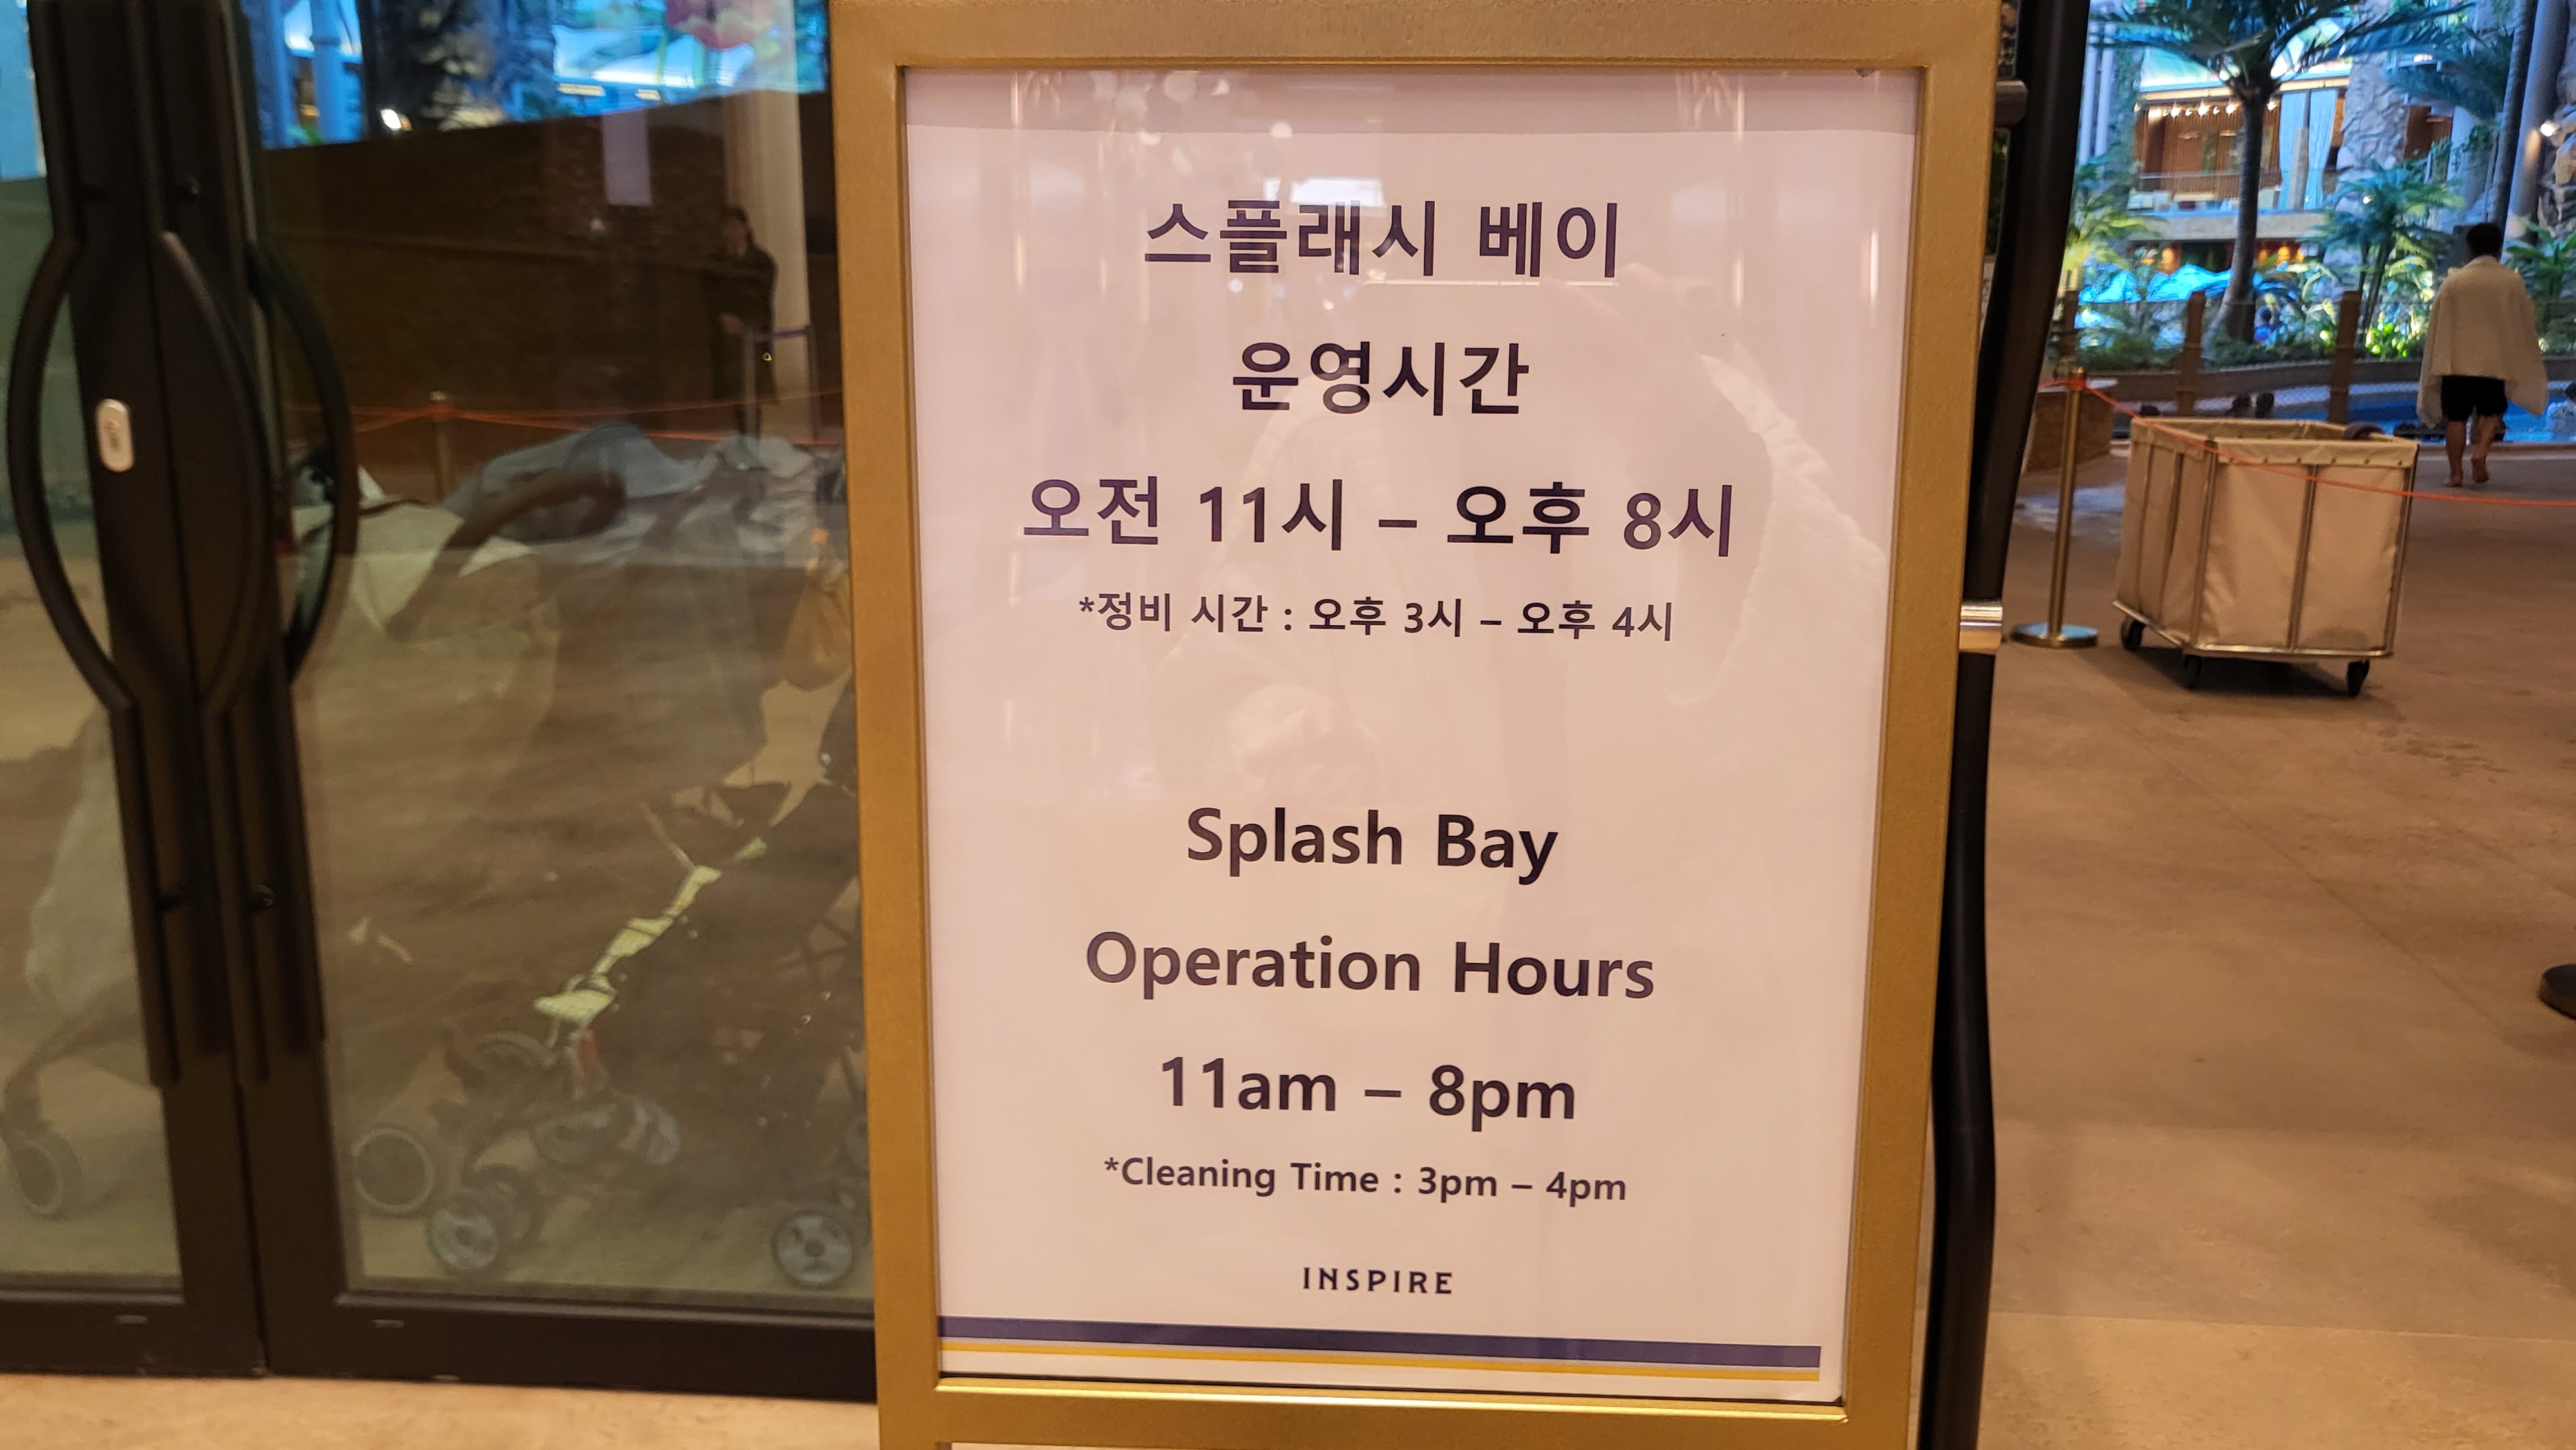 스플래시 베이
운영시간
오전 11시 – 오후 8시
*정비 시간 : 오후 3시 – 오후 4시
Splash Bay
Operation Hours
11am – 8pm
*Cleaning Time : 3pm – 4pm
INSPIRE